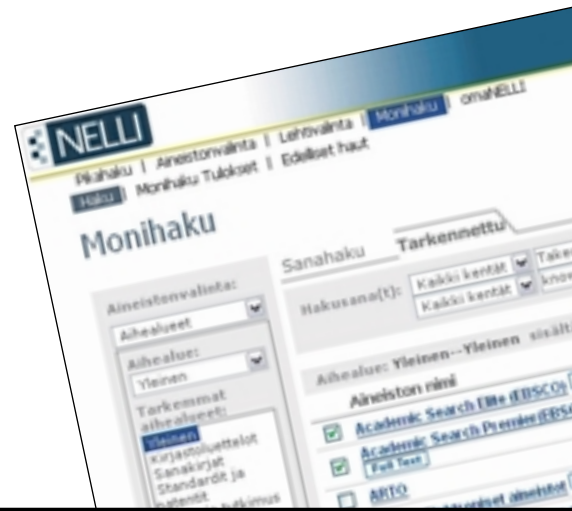 NELLI
Pikahaku | Aineistonvalinta | Lehtivalinta | Monihaku | omaNELLI
Haku | Monihaku Tulokset | Edelliset haut
Monihaku
Aineistonvalinta:
Aihealueet
Aihealue:
Yleinen
Tarkemmat
aihealueet:
Yleinen
Kirjastoluettelot
Sanakirjat
Standardit ja
patentit
Sanahaku
Tarkennettu
Hakusana(t):
Kaikki kentät
Kaikki kentät
Aihealue: Yleinen--Yleinen
Aineiston nimi
Academic Search Elite (EBSCO)
Academic Search Premier
Full Text
ARTO
aineistot